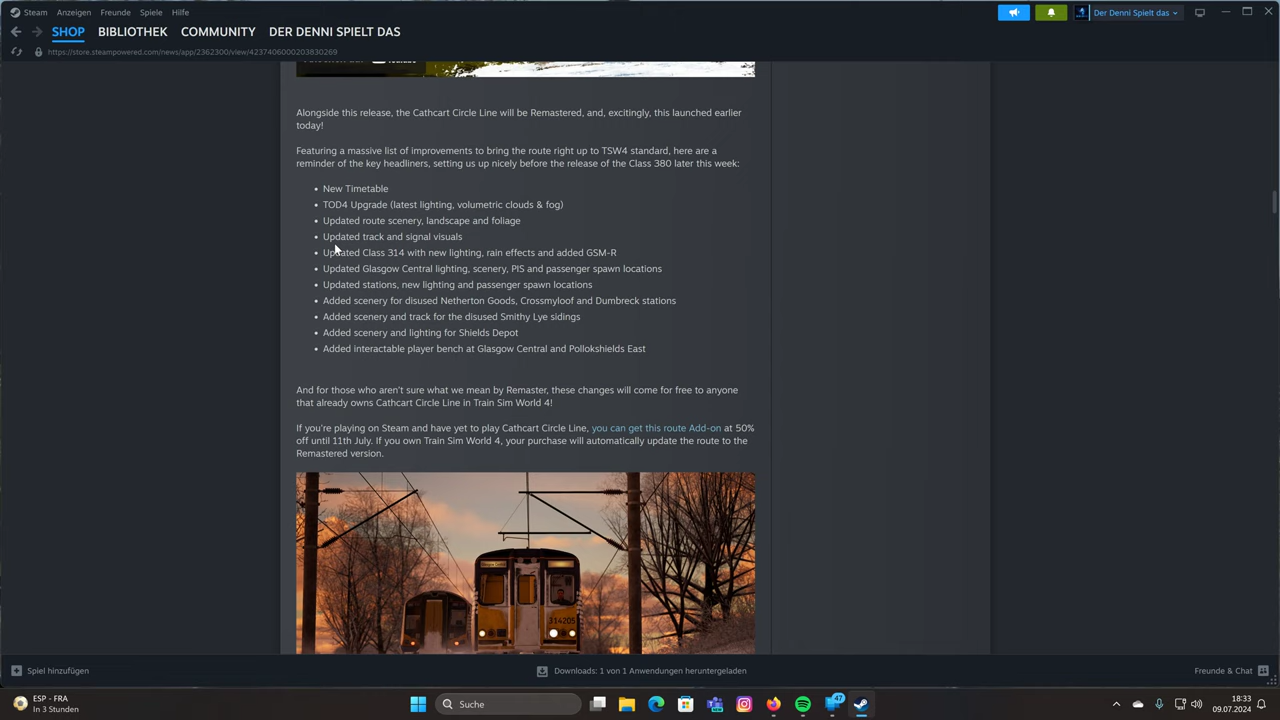 Steam Anzeigen Freunde Spiele Hilfe
Der Denni Spielt das
SHOP BIBLIOTHEK COMMUNITY DER DENNI SPIELT DAS
https://store.steampowered.com/news/app/2362300/view/4237406000203830269
Alongside this release, the Cathcart Circle Line will be Remastered, and, excitingly, this launched earlier
today!
Featuring a massive list of improvements to bring the route right up to TSW4 standard, here are a
reminder of the key headliners, setting us up nicely before the release of the Class 380 later this week:
• New Timetable
• TOD4 Upgrade (latest lighting, volumetric clouds & fog)
• Updated route scenery, landscape and foliage
• Updated track and signal visuals
• Updated Class 314 with new lighting, rain effects and added GSM-R
• Updated Glasgow Central lighting, scenery, PIS and passenger spawn locations
• Updated stations, new lighting and passenger spawn locations
• Added scenery for disused Netherton Goods, Crossmyloof and Dumbreck stations
• Added scenery and track for the disused Smithy Lye sidings
• Added scenery and lighting for Shields Depot
• Added interactable player bench at Glasgow Central and Pollokshields East
And for those who aren't sure what we mean by Remaster, these changes will come for free to anyone
that already owns Cathcart Circle Line in Train Sim World 4!
If you're playing on Steam and have yet to play Cathcart Circle Line, you can get this route Add-on at 50%
off until 11th July. If you own Train Sim World 4, your purchase will automatically update the route to the
Remastered version.
314205
Spiel hinzufügen
Downloads: 1 von 1 Anwendungen heruntergeladen
Freunde & Chat
ESP - FRA
In 3 Stunden
Suche
47
18:33
09.07.2024